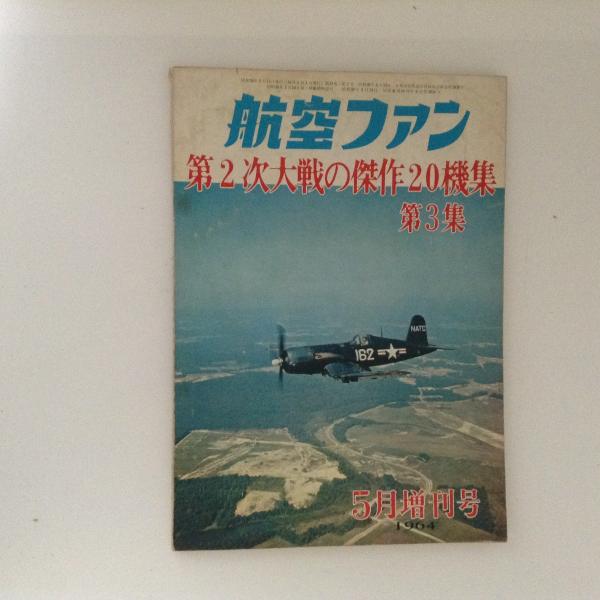 航空ファン
第2次大戦の傑作20機集
第3集
NATC
162
5月増刊号
1964